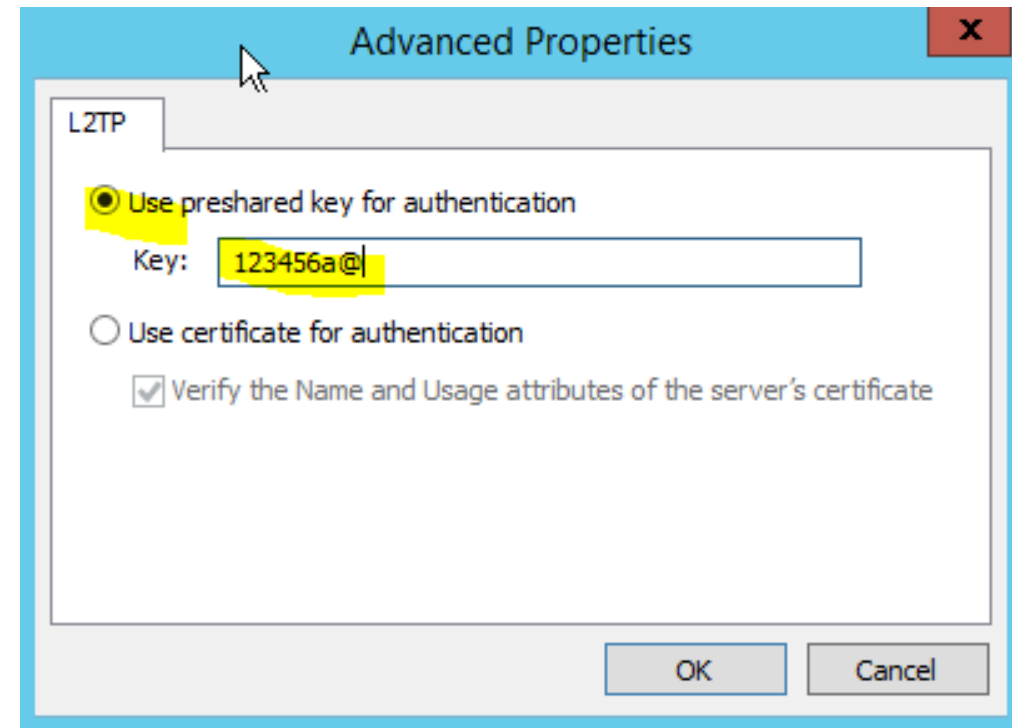 Advanced Properties
x
L2TP
Use preshared key for authentication
Key: 123456a@
Use certificate for authentication
Verify the Name and Usage attributes of the server's certificate
OK Cancel